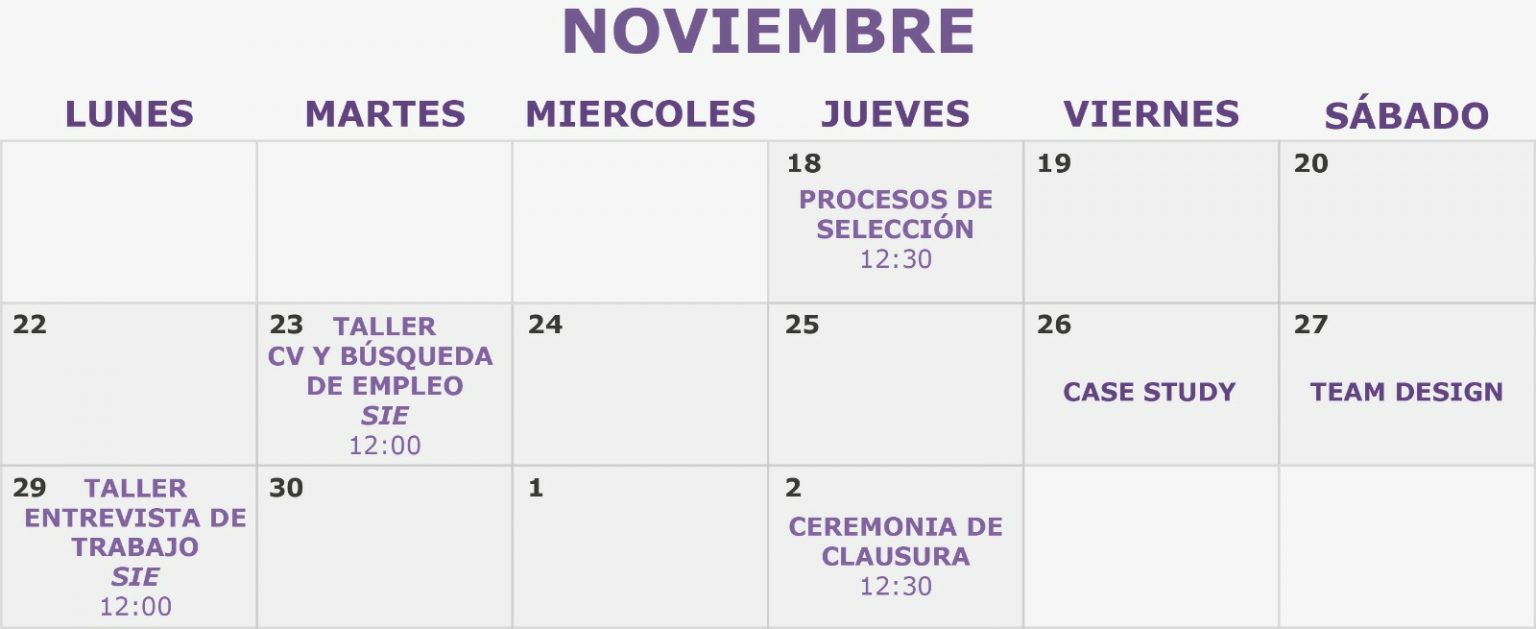 NOVIEMBRE
LUNES MARTES MIERCOLES JUEVES VIERNES SÁBADO
18
PROCESOS DE
SELECCIÓN
12:30
19
20
22
23 TALLER
CV Y BÚSQUEDA
DE EMPLEO
SIE
12:00
24
25
26
CASE STUDY
27
TEAM DESIGN
29 TALLER
ENTREVISTA DE
TRABAJO
SIE
12:00
30
1
2
CEREMONIA DE
CLAUSURA
12:30